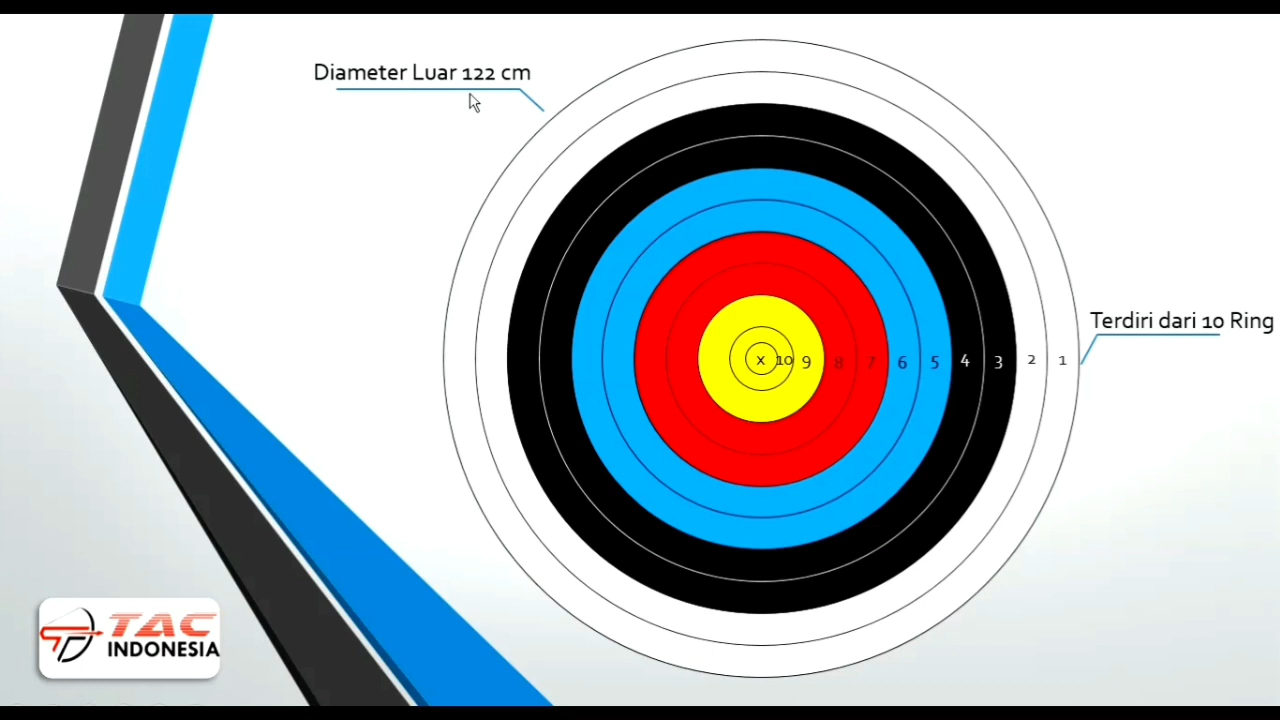 Diameter Luar 122 cm
Terdiri dari 10 Ring
x 10 9 8 7 6 5 4 3 2 1
TAC
INDONESIA